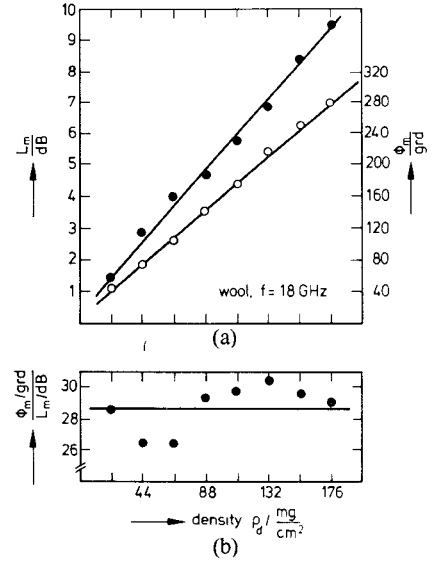 (a)
10
9
8
7
6
5
4
3
2
1
L_m/dB
320
280
240
200
160
120
80
40
ϕ_m/grd
wool, f = 18 GHz
(a)
30
28
26
ϕ_m/grd
L_m/dB
(b)
44
88
132
176
density ρ_d / mg/cm²
(b)